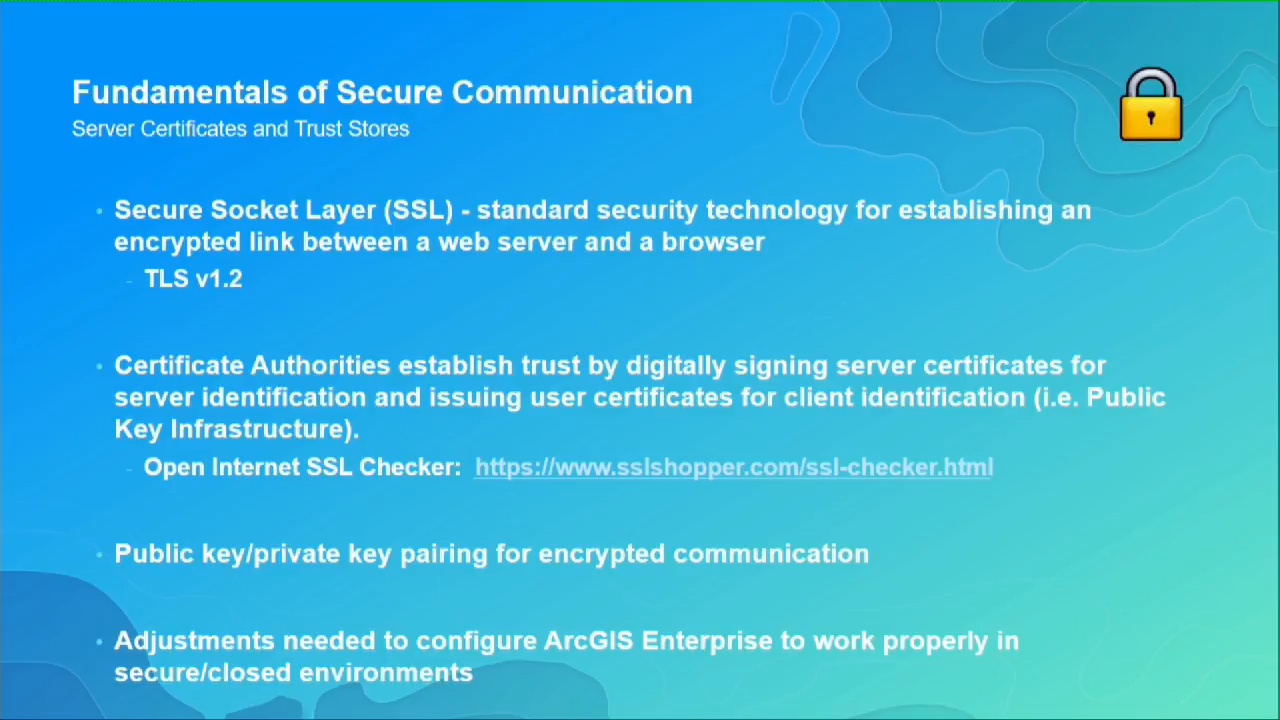 Fundamentals of Secure Communication
Server Certificates and Trust Stores
• Secure Socket Layer (SSL) - standard security technology for establishing an
encrypted link between a web server and a browser
- TLS v1.2
• Certificate Authorities establish trust by digitally signing server certificates for
server identification and issuing user certificates for client identification (i.e. Public
Key Infrastructure).
- Open Internet SSL Checker: https://www.sslshopper.com/ssl-checker.html
• Public key/private key pairing for encrypted communication
• Adjustments needed to configure ArcGIS Enterprise to work properly in
secure/closed environments